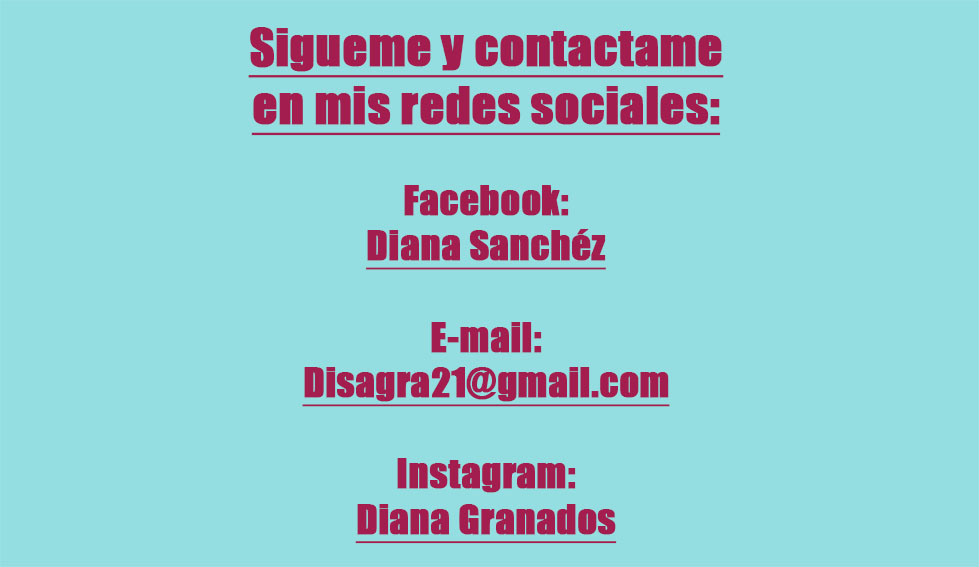 Sigueme y contactame
en mis redes sociales:
Facebook:
Diana Sanchéz
E-mail:
Disagra21@gmail.com
Instagram:
Diana Granados